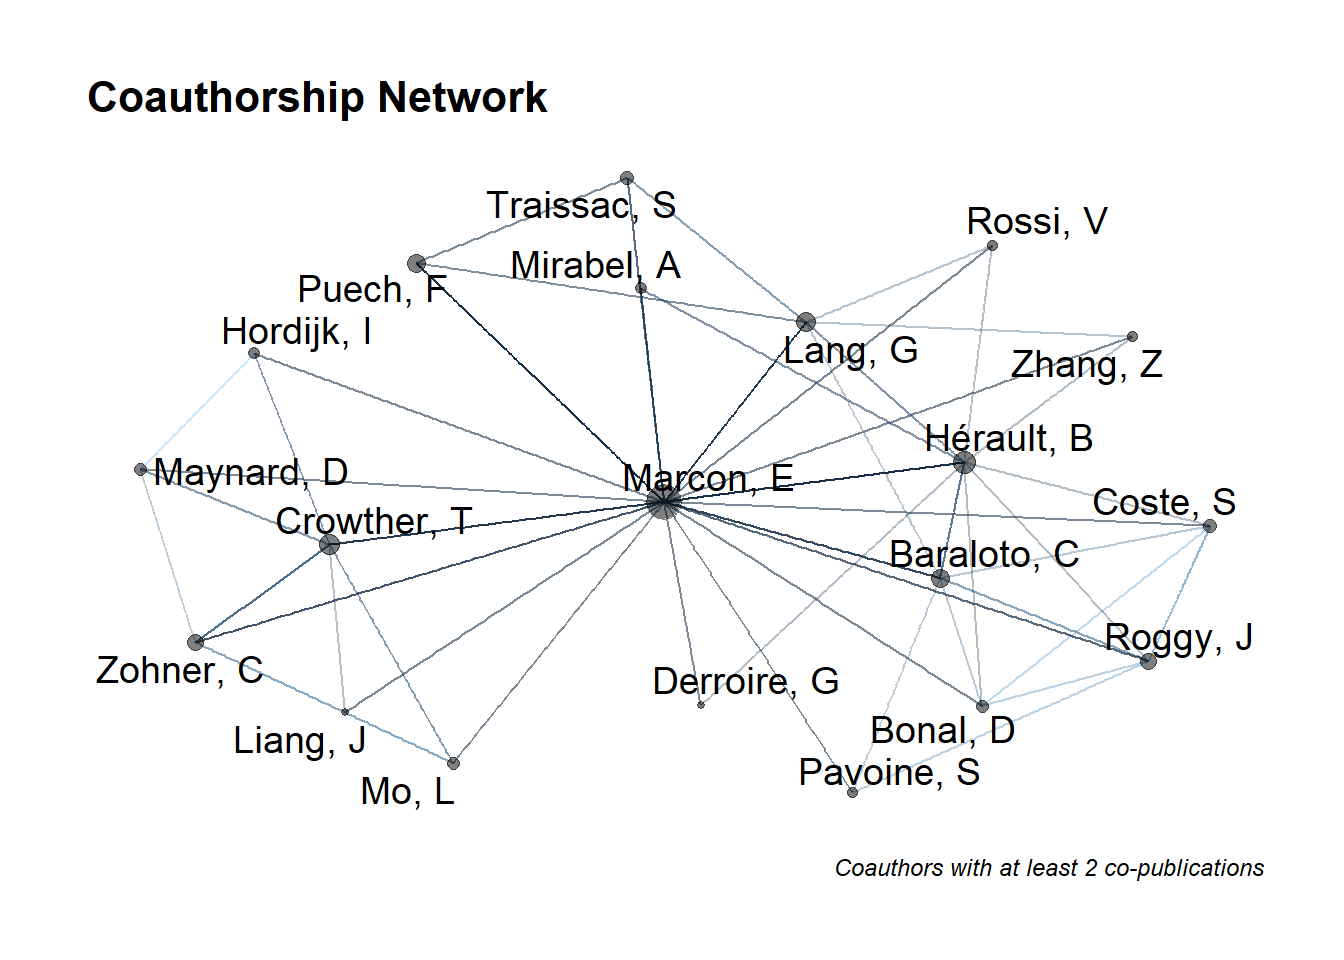 Coauthorship Network
Traissac, S
Rossi, V
Mirabel, A
Puech, F
Hordijk, I
Lang, G
Zhang, Z
Hérault, B
Maynard, D
Marcon, E
Coste, S
Crowther, T
Baraloto, C
Roggy, J
Zohner, C
Derroire, G
Bonal, D
Liang, J
Pavoine, S
Mo, L
Coauthors with at least 2 co-publications